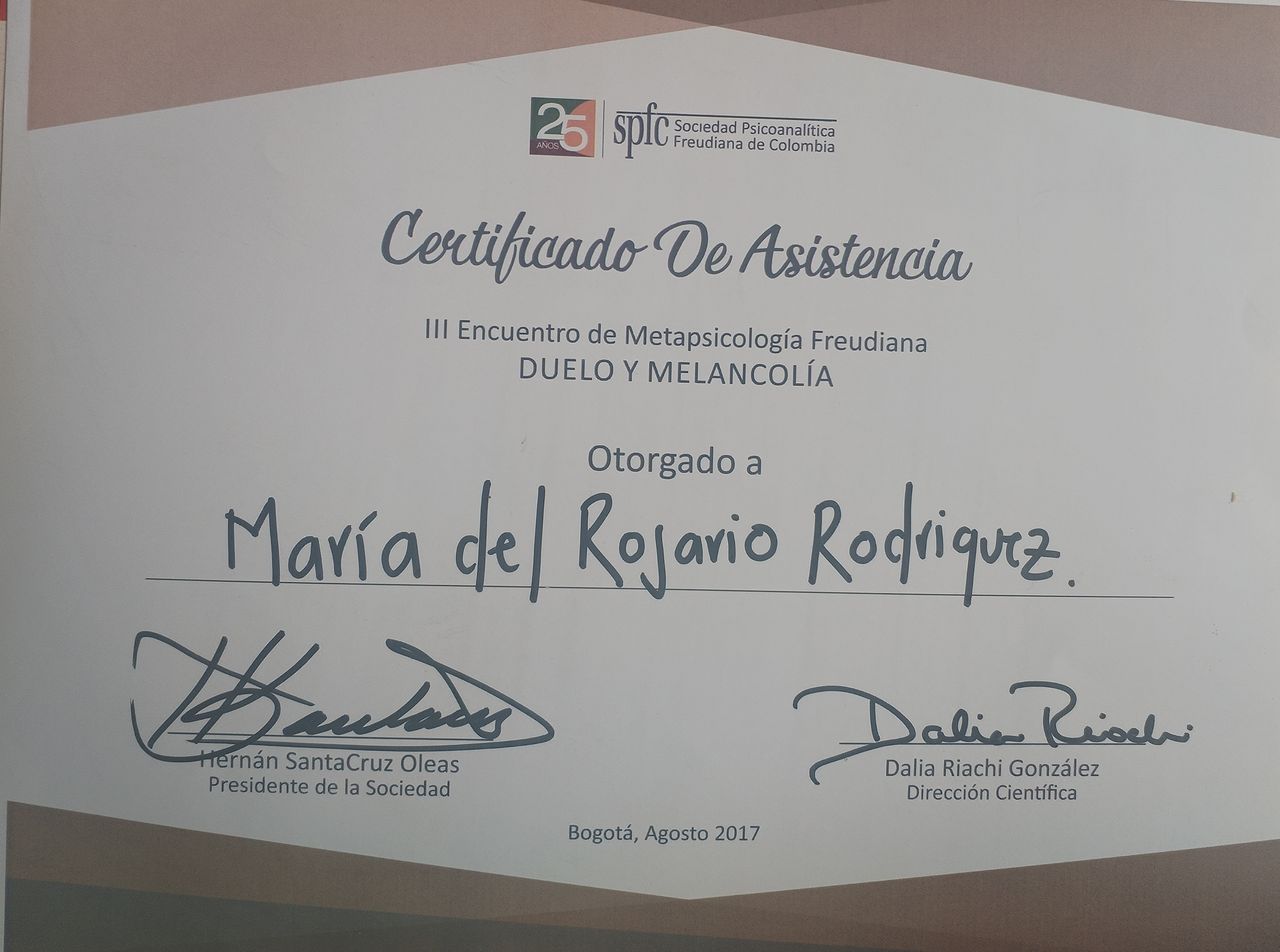 25 AÑOS
spfc Sociedad Psicoanalítica
Freudiana de Colombia
Certificado De Asistencia
III Encuentro de Metapsicología Freudiana
DUELO Y MELANCOLÍA
Otorgado a
María del Rosario Rodriguez.
Dalia Riachi
Hernán SantaCruz Oleas
Presidente de la Sociedad
Dalia Riachi González
Dirección Científica
Bogotá, Agosto 2017